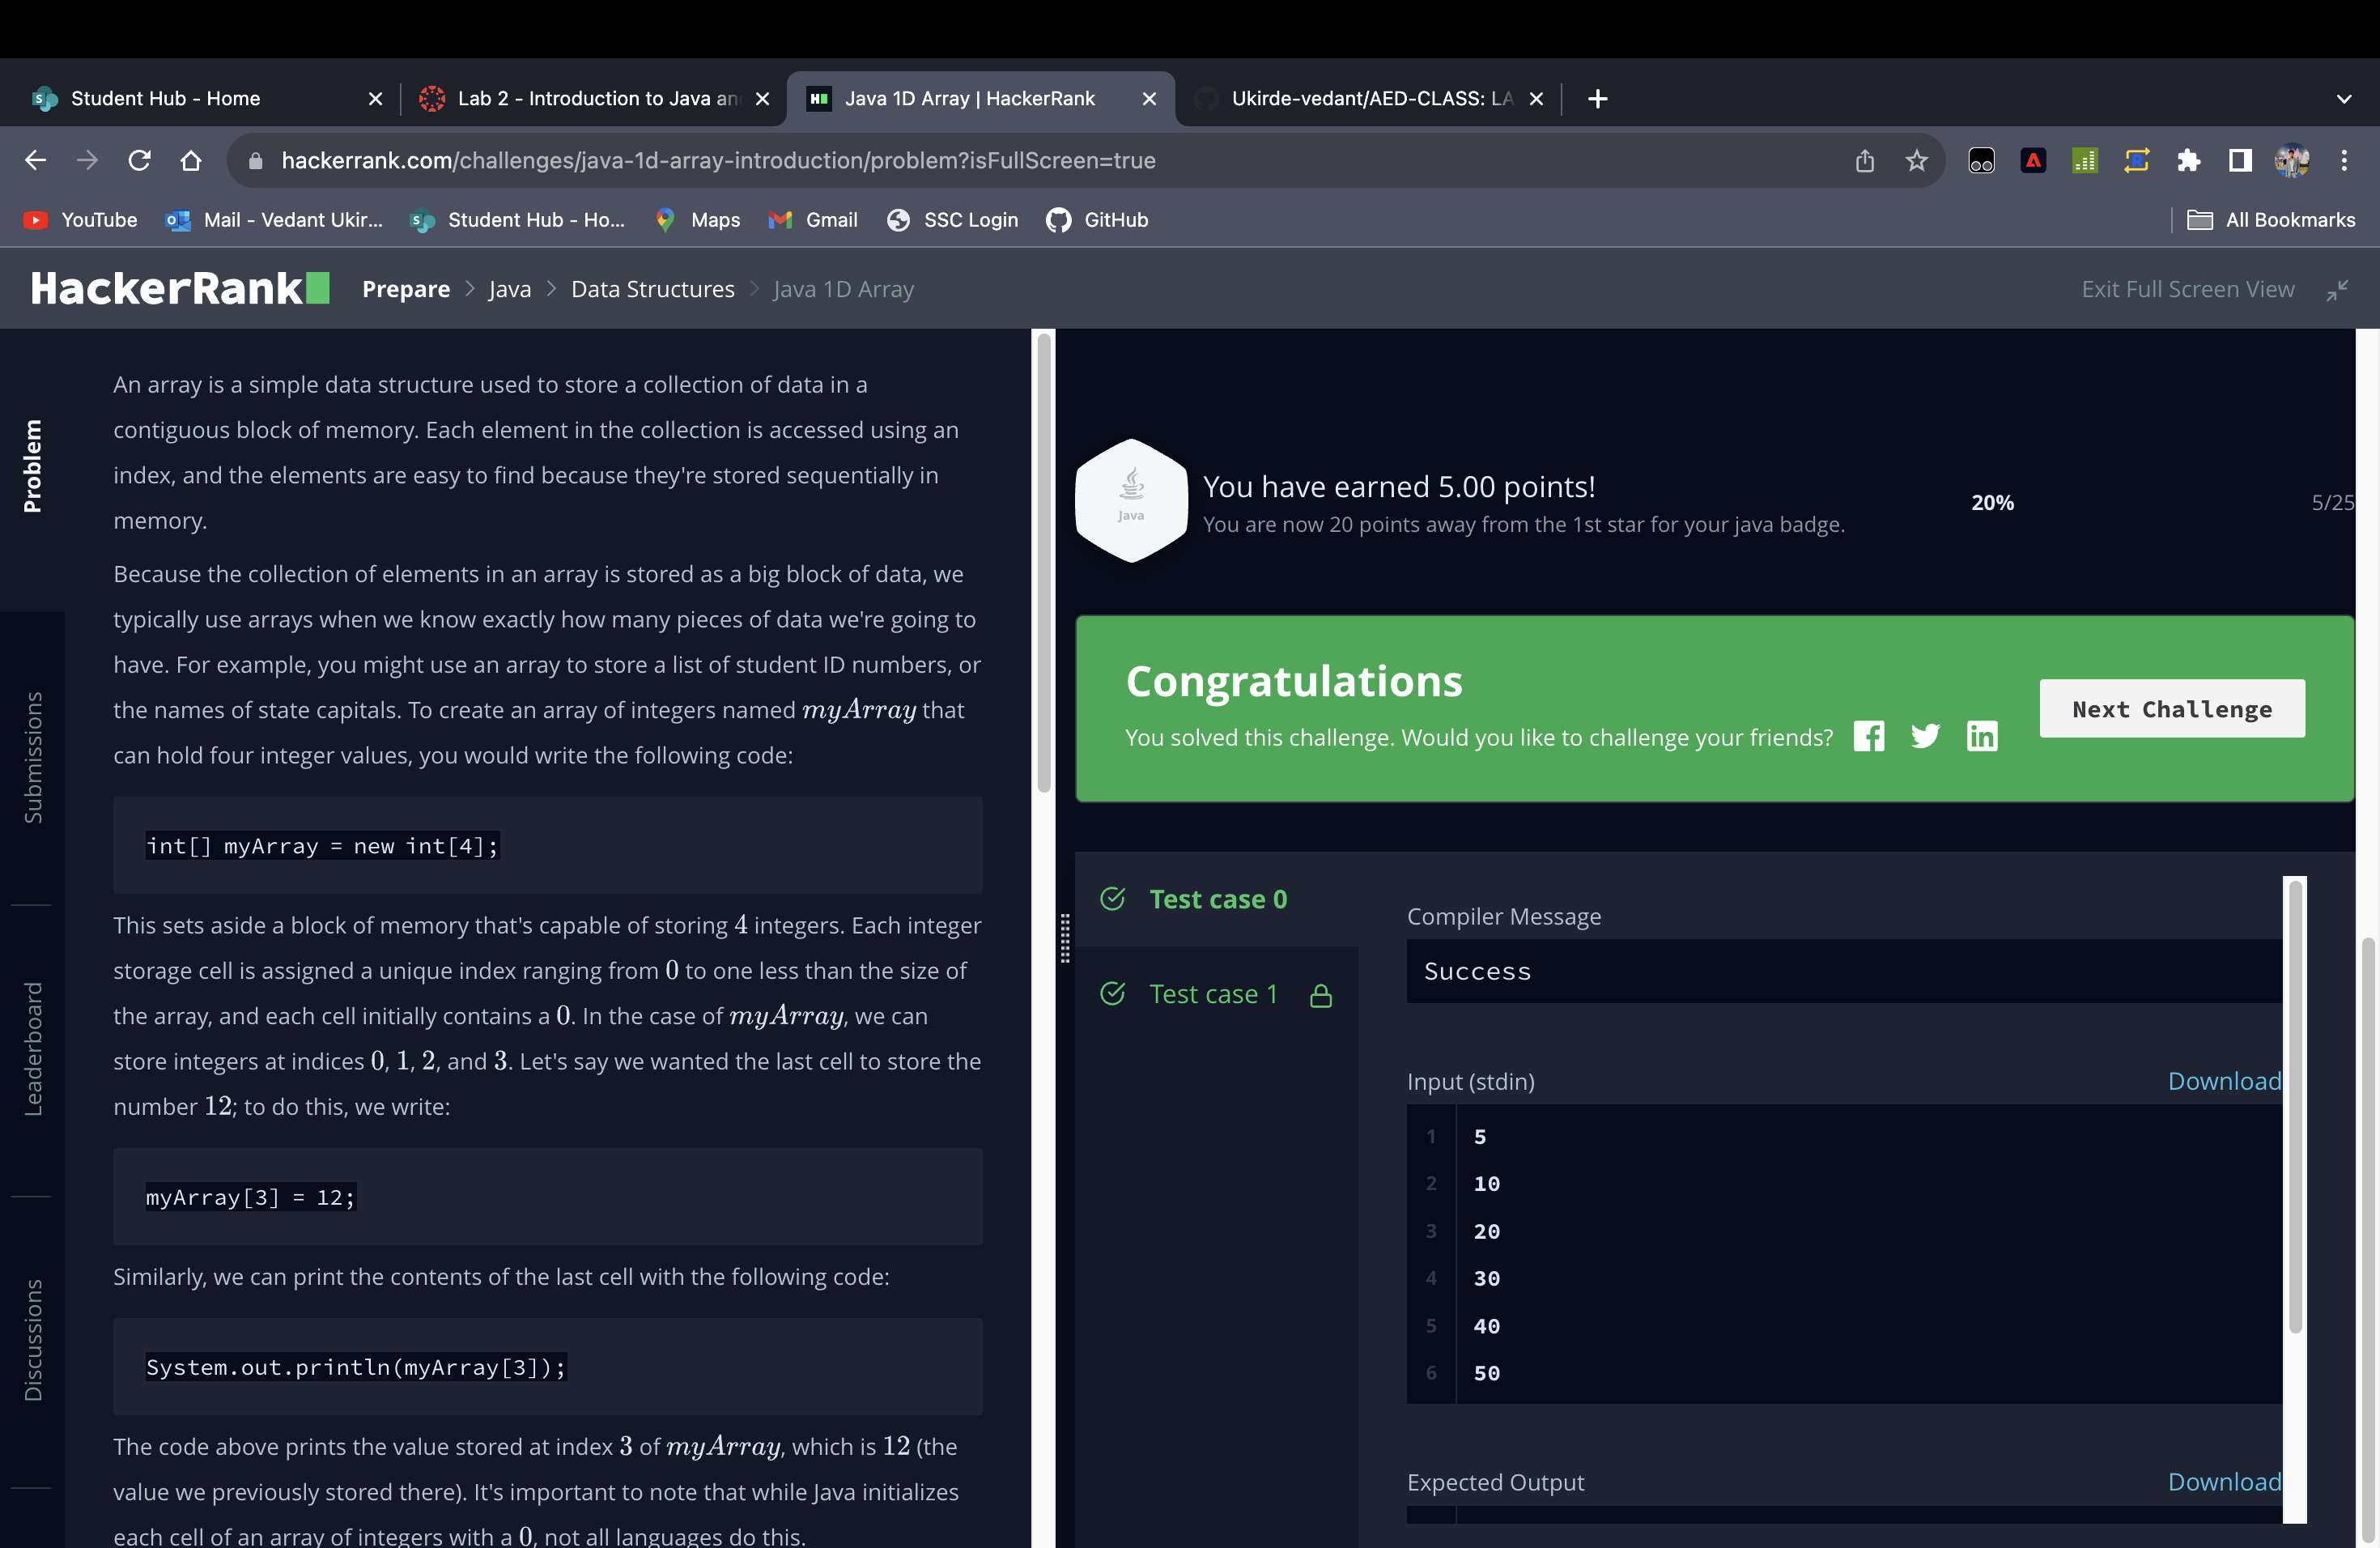 Student Hub - Home
Lab 2 - Introduction to Java an
Java 1D Array | HackerRank
Ukirde-vedant/AED-CLASS: LA
hackerrank.com/challenges/java-1d-array-introduction/problem?isFullScreen=true
YouTube
Mail - Vedant Ukir...
Student Hub - Ho...
Maps
Gmail
SSC Login
GitHub
All Bookmarks
HackerRank
Prepare > Java > Data Structures > Java 1D Array
Exit Full Screen View
Problem
Submissions
Leaderboard
Discussions
An array is a simple data structure used to store a collection of data in a
contiguous block of memory. Each element in the collection is accessed using an
index, and the elements are easy to find because they're stored sequentially in
memory.
Because the collection of elements in an array is stored as a big block of data, we
typically use arrays when we know exactly how many pieces of data we're going to
have. For example, you might use an array to store a list of student ID numbers, or
the names of state capitals. To create an array of integers named myArray that
can hold four integer values, you would write the following code:
int[] myArray = new int[4];
This sets aside a block of memory that's capable of storing 4 integers. Each integer
storage cell is assigned a unique index ranging from 0 to one less than the size of
the array, and each cell initially contains a 0. In the case of myArray, we can
store integers at indices 0, 1, 2, and 3. Let's say we wanted the last cell to store the
number 12; to do this, we write:
myArray[3] = 12;
Similarly, we can print the contents of the last cell with the following code:
System.out.println(myArray[3]);
The code above prints the value stored at index 3 of myArray, which is 12 (the
value we previously stored there). It's important to note that while Java initializes
each cell of an array of integers with a 0, not all languages do this.
Java
You have earned 5.00 points!
You are now 20 points away from the 1st star for your java badge.
20%
5/25
Congratulations
You solved this challenge. Would you like to challenge your friends?
Next Challenge
Test case 0
Test case 1
Compiler Message
Success
Input (stdin)
Download
1 5
2 10
3 20
4 30
5 40
6 50
Expected Output
Download